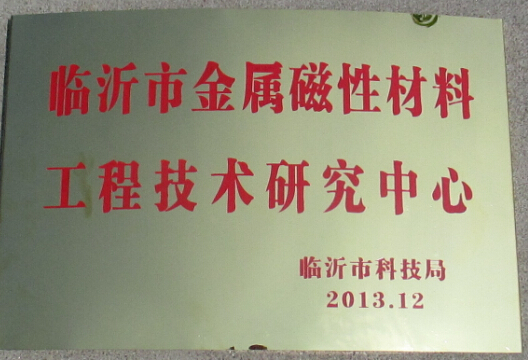 临沂市金属磁性材料
工程技术研究中心
临沂市科技局
2013.12